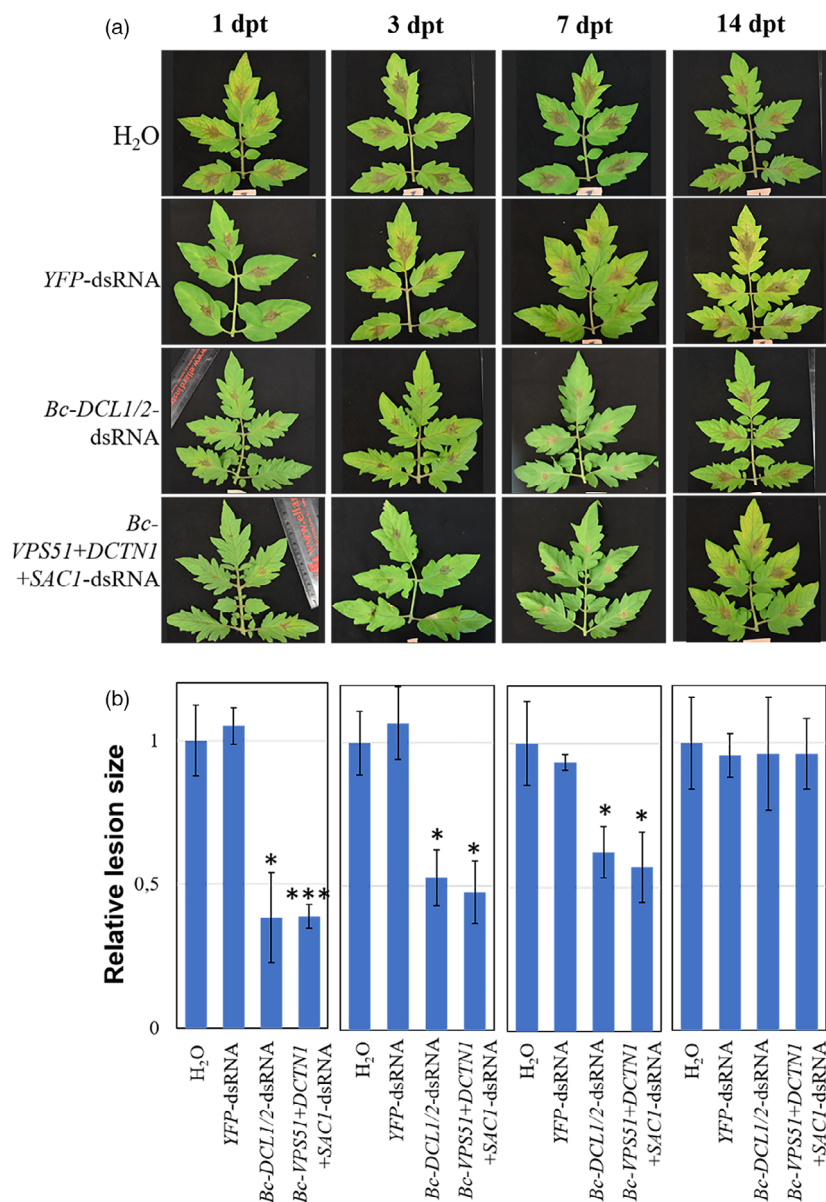 (a)
1 dpt 3 dpt 7 dpt 14 dpt
H₂O
YFP-dsRNA
Bc-DCL1/2-
dsRNA
Bc-
VPS51+DCTN1
+SAC1-dsRNA
(b)
Relative lesion size
1
0,5
0
* ***
* *
* *
H₂O
YFP-dsRNA
Bc-DCL1/2-dsRNA
Bc-VPS51+DCTN1
+SAC1-dsRNA
H₂O
YFP-dsRNA
Bc-DCL1/2-dsRNA
Bc-VPS51+DCTN1
+SAC1-dsRNA
H₂O
YFP-dsRNA
Bc-DCL1/2-dsRNA
Bc-VPS51+DCTN1
+SAC1-dsRNA
H₂O
YFP-dsRNA
Bc-DCL1/2-dsRNA
Bc-VPS51+DCTN1
+SAC1-dsRNA